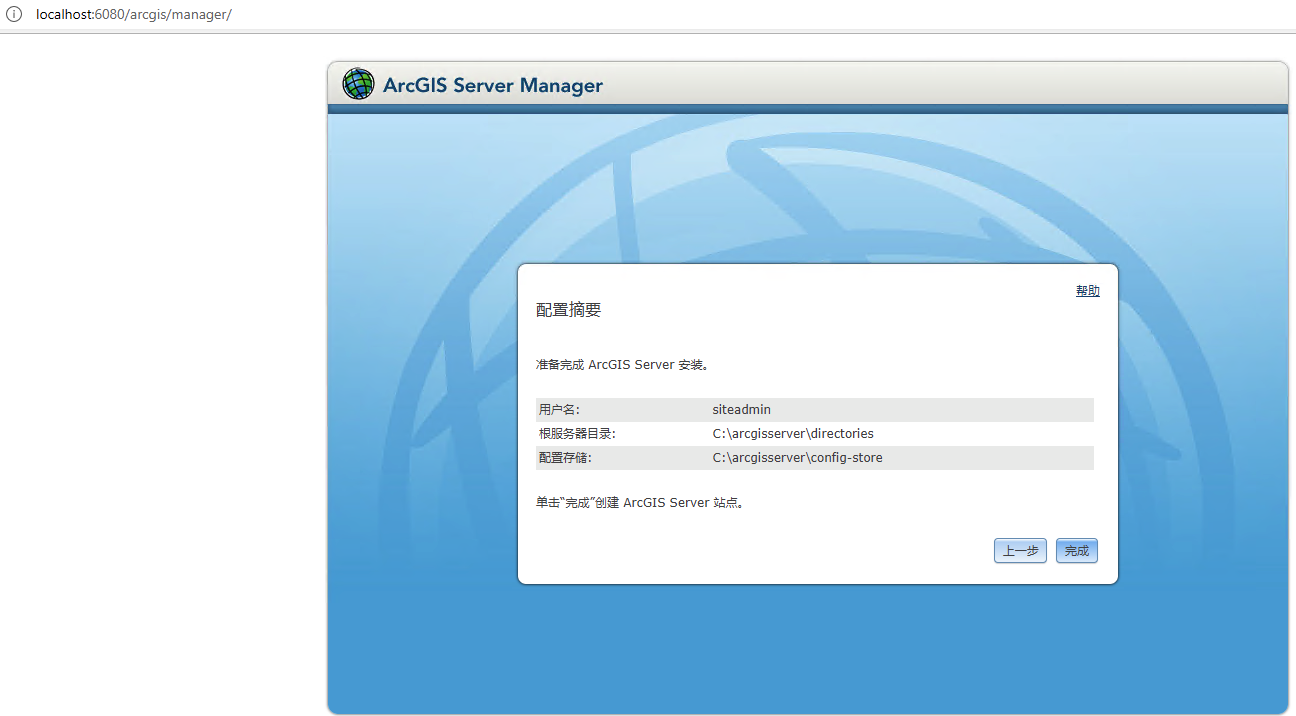 localhost:6080/arcgis/manager/
ArcGIS Server Manager
帮助
配置摘要
准备完成 ArcGIS Server 安装。
用户名: siteadmin
根服务器目录: C:\arcgisserver\directories
配置存储: C:\arcgisserver\config-store
单击“完成”创建 ArcGIS Server 站点。
上一步 完成